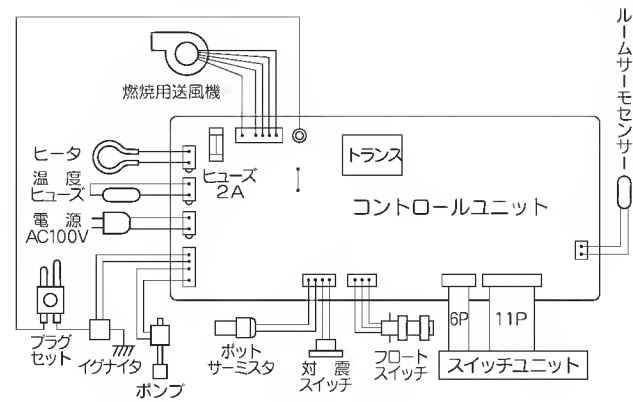 燃焼用送風機
ルームサーモセンサー
ヒータ
温度
ヒューズ
電源
AC100V
ヒューズ
2A
トランス
コントロールユニット
プラグ
セット
イグナイタ
ポンプ
ポット
サーミスタ
対震
スイッチ
フロート
スイッチ
6P
11P
スイッチユニット